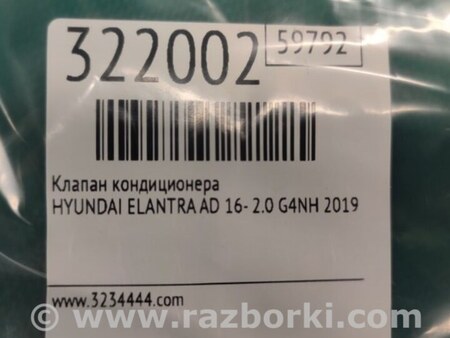 322002
59792
Клапан кондиционера
HYUNDAI ELANTRA AD 16- 2.0 G4NH 2019
www.3234444.com
www.razborki.com